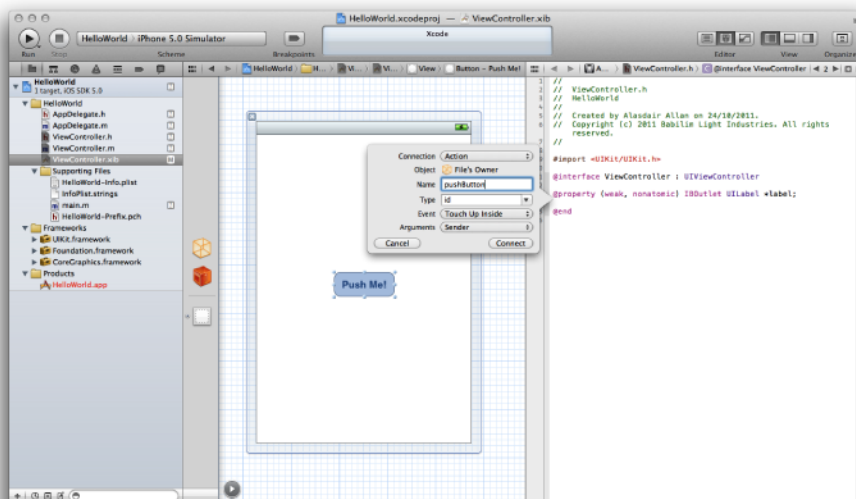 HelloWorld.xcodeproj — ViewController.xib
HelloWorld iPhone 5.0 Simulator
Xcode
Run Stop Scheme Breakpoints Editor View Organizer
HelloWorld H... Vi... Vi... View Button - Push Me!
A... ViewController.h @interface ViewController 2
HelloWorld
1 target, iOS SDK 5.0
HelloWorld
AppDelegate.h
AppDelegate.m
ViewController.h
ViewController.m
ViewController.xib
Supporting Files
HelloWorld-Info.plist
InfoPlist.strings
main.m
HelloWorld-Prefix.pch
Frameworks
UIKit.framework
Foundation.framework
CoreGraphics.framework
Products
HelloWorld.app
Connection Action
Object File's Owner
Name pushButton
Type id
Event Touch Up Inside
Arguments Sender
Cancel Connect
Push Me!
//
// ViewController.h
// HelloWorld
//
// Created by Alasdair Allan on 24/10/2011.
// Copyright (c) 2011 Babilim Light Industries. All rights
reserved.
//
#import <UIKit/UIKit.h>
@interface ViewController : UIViewController
@property (weak, nonatomic) IBOutlet UILabel *label;
@end